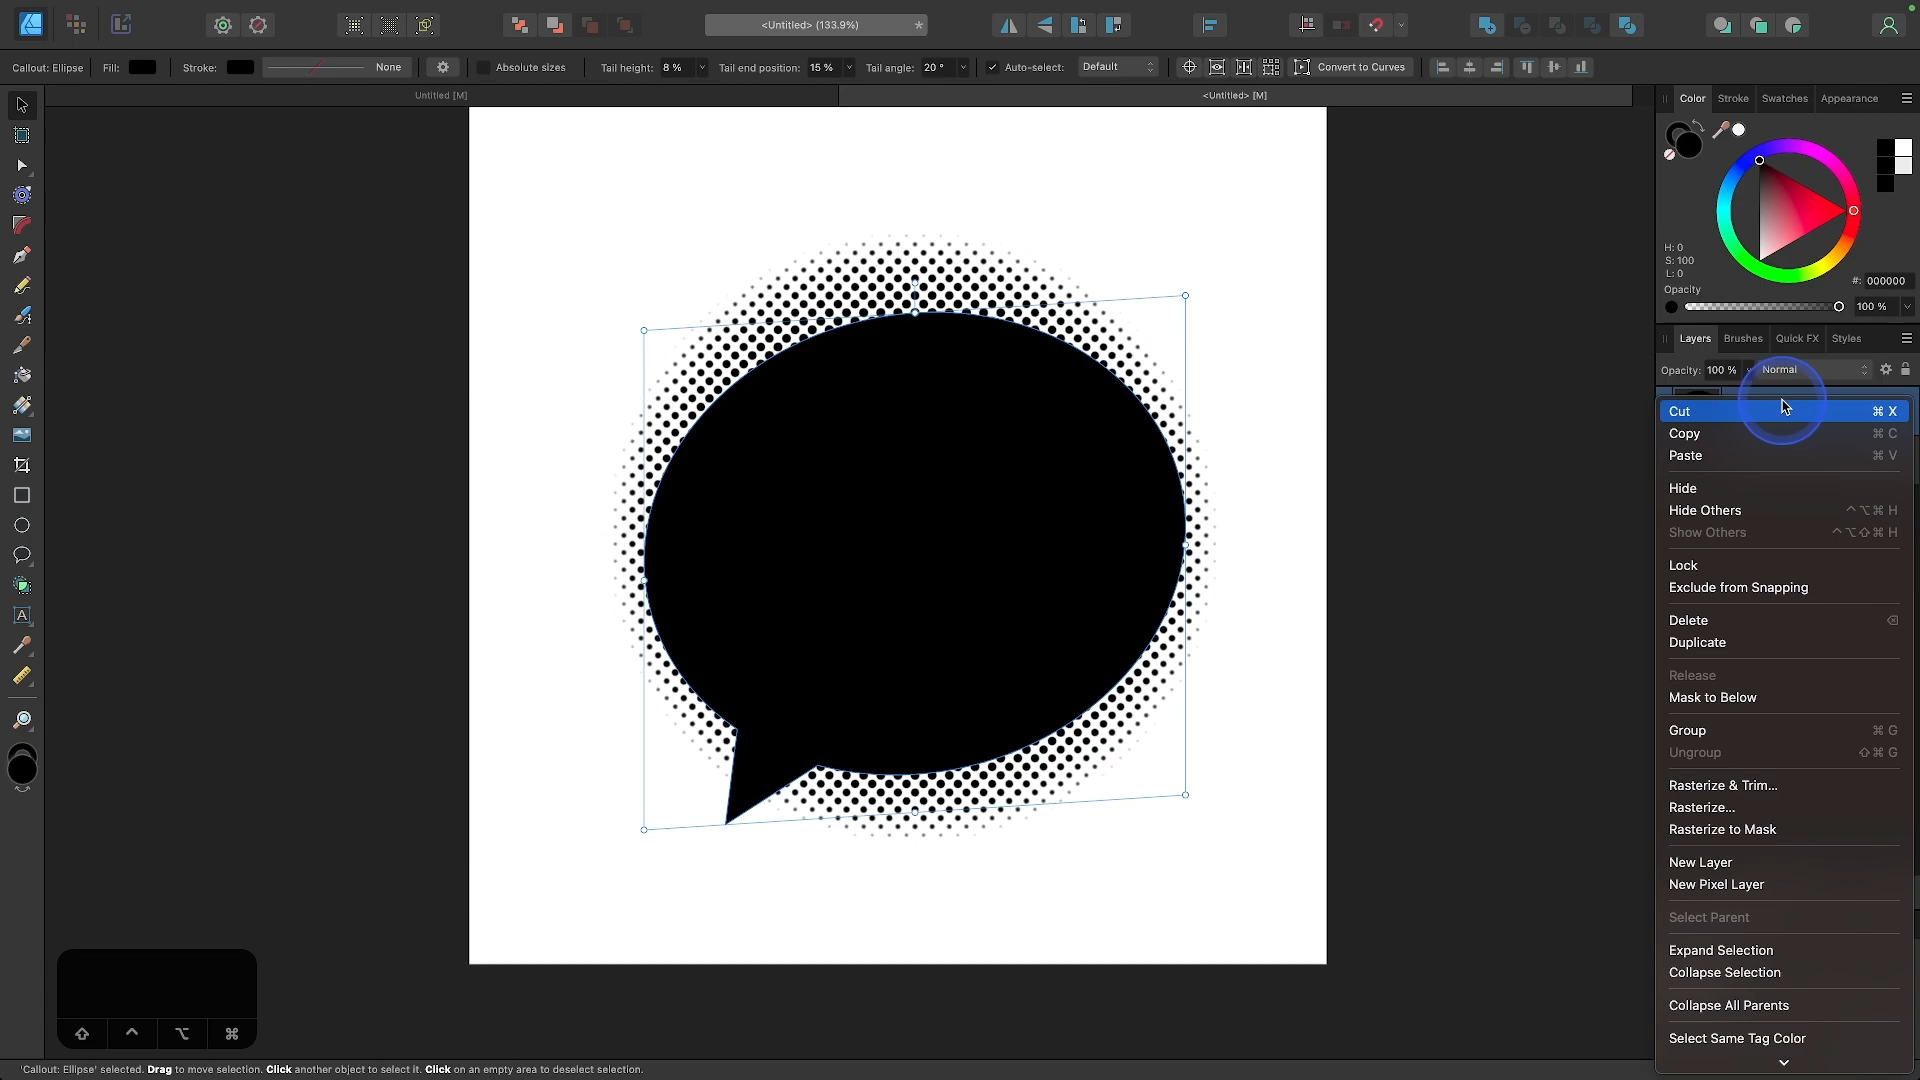 <Untitled> (133.9%)
*
Callout: Ellipse
Fill:
Stroke:
None
Absolute sizes
Tail height: 8 %
Tail end position: 15 %
Tail angle: 20 °
Auto-select:
Default
Convert to Curves
Untitled [M]
<Untitled> [M]
Color
Stroke
Swatches
Appearance
H: 0
S: 100
L: 0
#: 000000
Opacity
100 %
Layers
Brushes
Quick FX
Styles
Opacity: 100 %
Normal
Cut ⌘ X
Copy ⌘ C
Paste ⌘ V
Hide
Hide Others ^⌥⌘ H
Show Others ^⌥⇧⌘ H
Lock
Exclude from Snapping
Delete ⌫
Duplicate
Release
Mask to Below
Group ⌘ G
Ungroup ⇧⌘ G
Rasterize & Trim...
Rasterize...
Rasterize to Mask
New Layer
New Pixel Layer
Select Parent
Expand Selection
Collapse Selection
Collapse All Parents
Select Same Tag Color
A
⇧ ^ ⌥ ⌘
'Callout: Ellipse' selected. Drag to move selection. Click another object to select it. Click on an empty area to deselect selection.